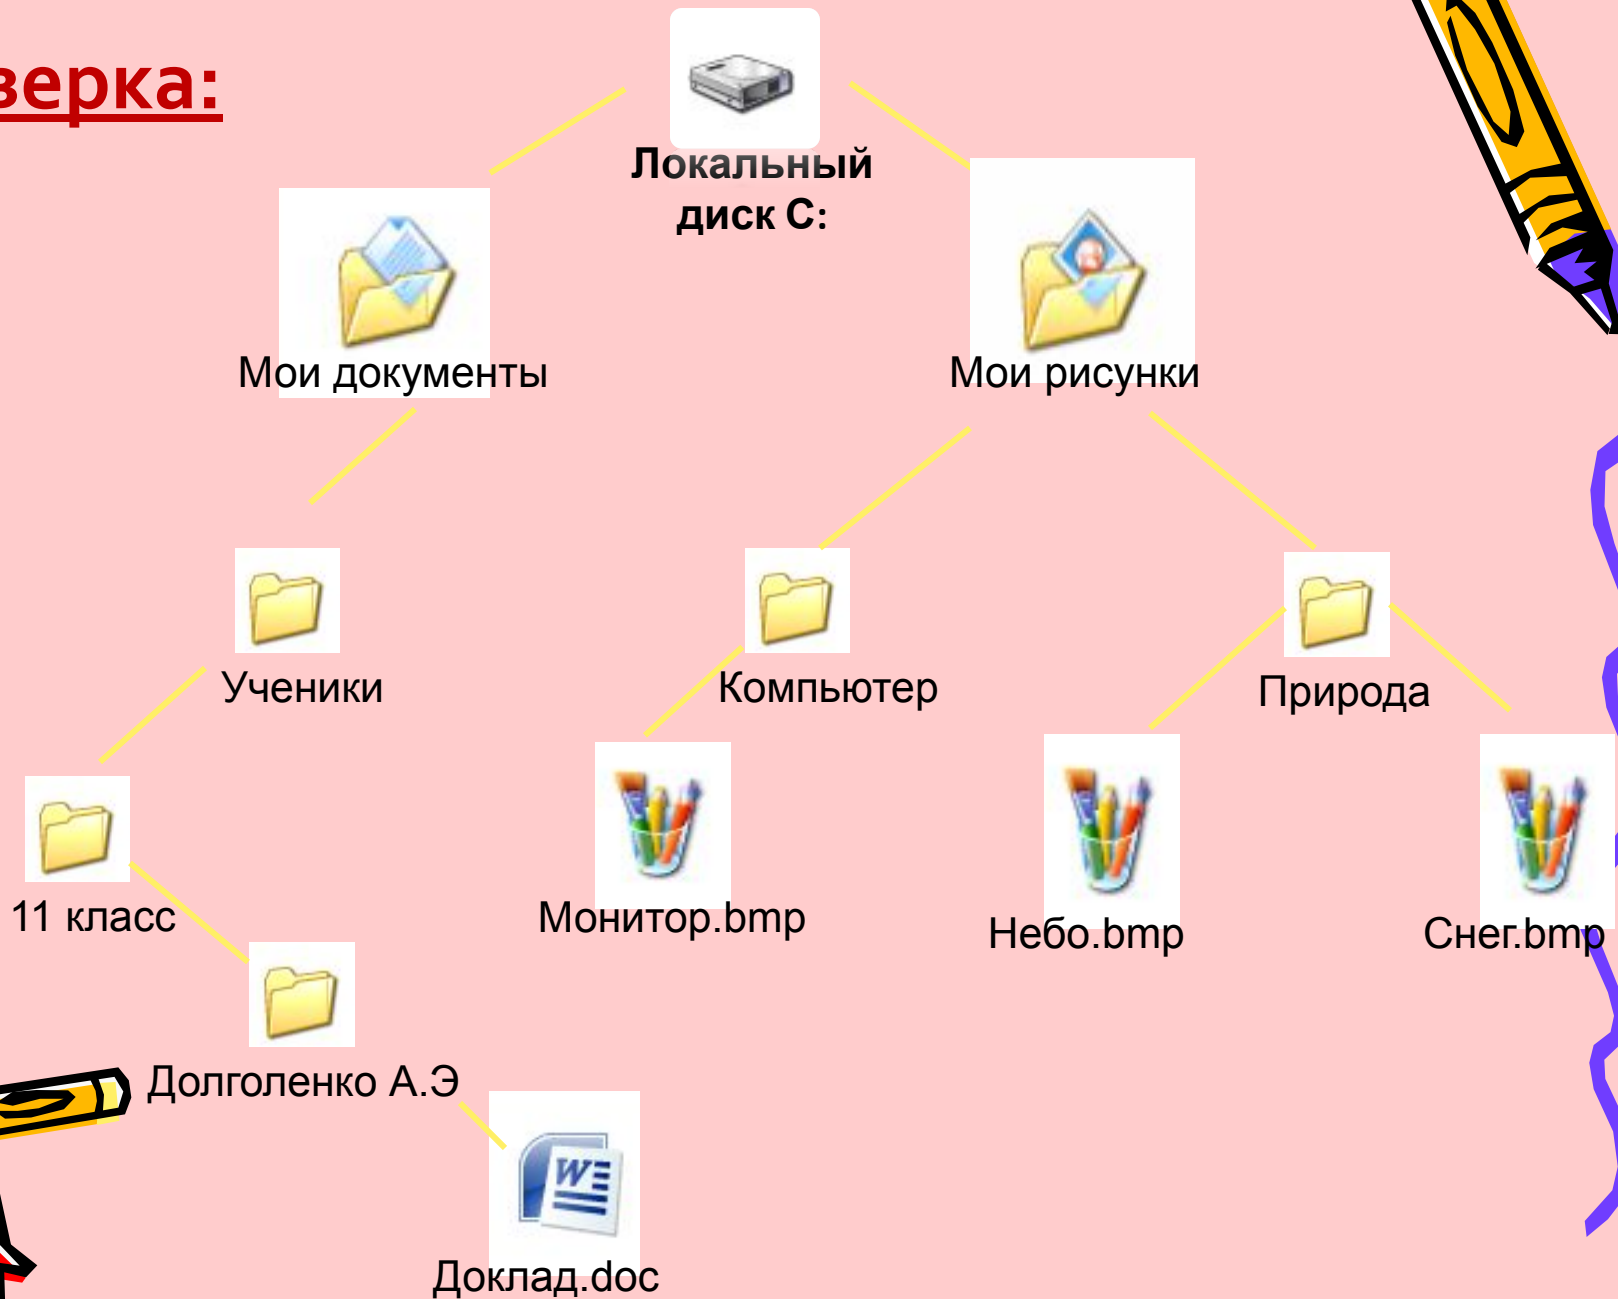 верка:
Локальный
диск C:
Мои документы
Мои рисунки
Ученики
Компьютер
Природа
11 класс
Монитор.bmp
Небо.bmp
Снег.bmp
Долголенко А.Э
Доклад.doc